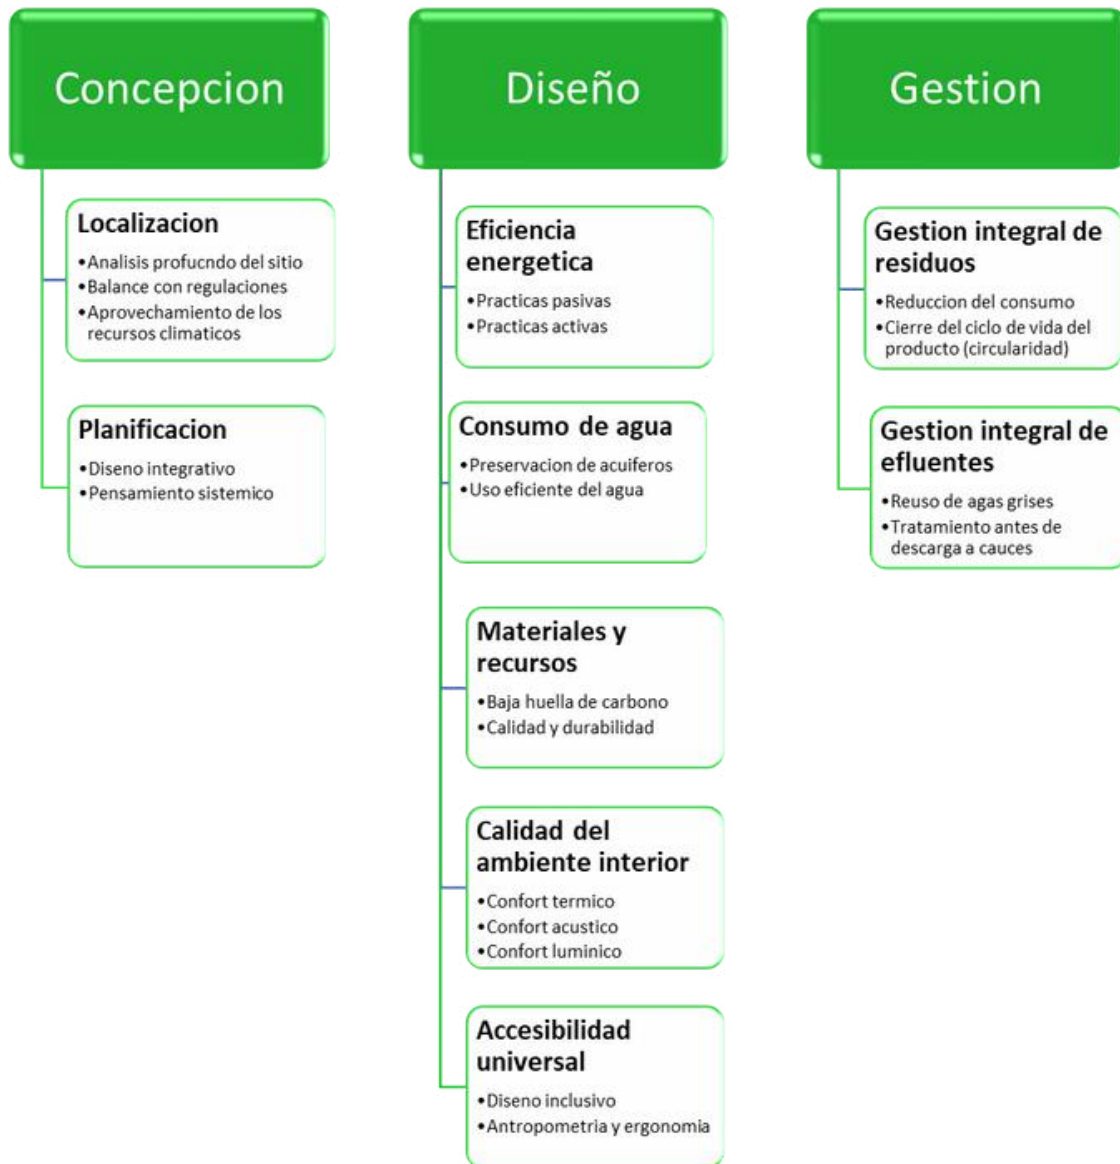 Concepcion
Localizacion
•Analisis profucndo del sitio
•Balance con regulaciones
•Aprovechamiento de los
recursos climaticos
Planificacion
•Diseno integrativo
•Pensamiento sistemico
Diseño
Eficiencia
energetica
•Practicas pasivas
•Practicas activas
Consumo de agua
•Preservacion de acuiferos
•Uso eficiente del agua
Materiales y
recursos
•Baja huella de carbono
•Calidad y durabilidad
Calidad del
ambiente interior
•Confort termico
•Confort acustico
•Confort luminico
Accesibilidad
universal
•Diseno inclusivo
•Antropometria y ergonomia
Gestion
Gestion integral de
residuos
•Reduccion del consumo
•Cierre del ciclo de vida del
producto (circularidad)
Gestion integral de
efluentes
•Reuso de agas grises
•Tratamiento antes de
descarga a cauces